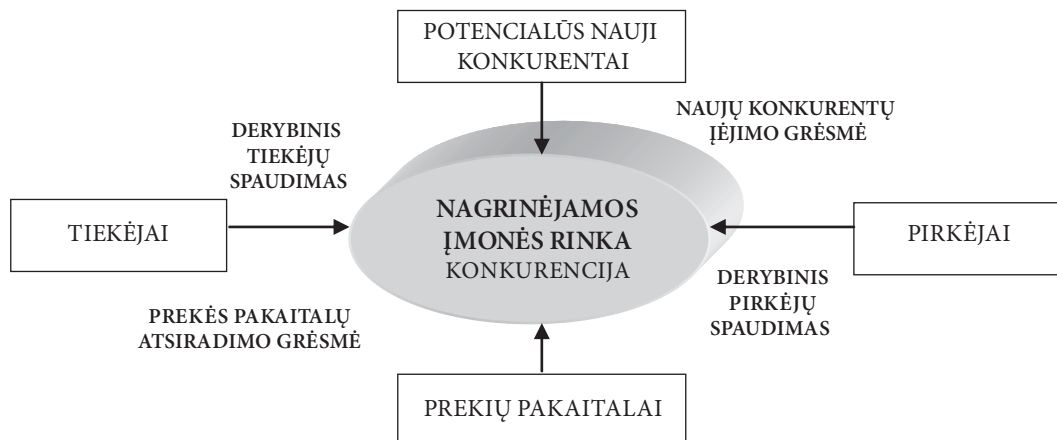 POTENCIALŪS NAUJI
KONKURENTAI
NAUJŲ KONKURENTŲ
ĮĖJIMO GRĖSMĖ
DERYBINIS
TIEKĖJŲ
SPAUDIMAS
TIEKĖJAI
NAGRINĖJAMOS
ĮMONĖS RINKA
KONKURENCIJA
PIRKĖJAI
DERYBINIS
PIRKĖJŲ
SPAUDIMAS
PREKĖS PAKAITALŲ
ATSIRADIMO GRĖSMĖ
PREKIŲ PAKAITALAI